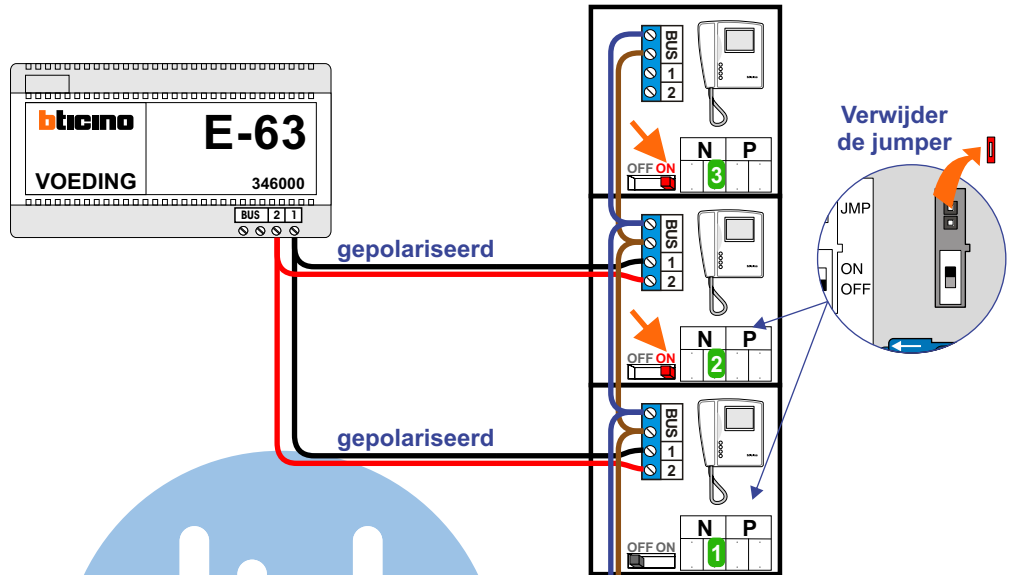 bticino
E-63
VOEDING
346000
BUS 2 1
gepolariseerd
gepolariseerd
BUS
1
2
N P
OFF ON
3
BUS
1
2
N P
OFF ON
2
BUS
1
2
N P
OFF ON
1
Verwijder
de jumper
JMP
ON
OFF